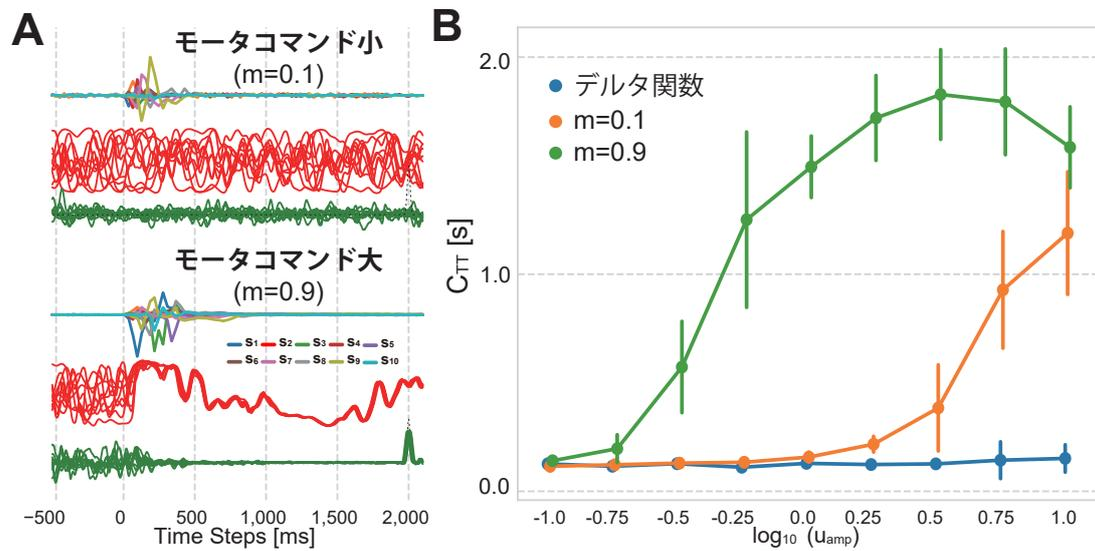 A
モータコマンド小
(m=0.1)
モータコマンド大
(m=0.9)
S1 S2 S3 S4 S5
S6 S7 S8 S9 S10
−500 0 500 1,000 1,500 2,000
Time Steps [ms]
B
デルタ関数
m=0.1
m=0.9
2.0
1.0
0.0
CTT [s]
-1.0 -0.75 -0.5 -0.25 0.0 0.25 0.5 0.75 1.0
log10 (uamp)